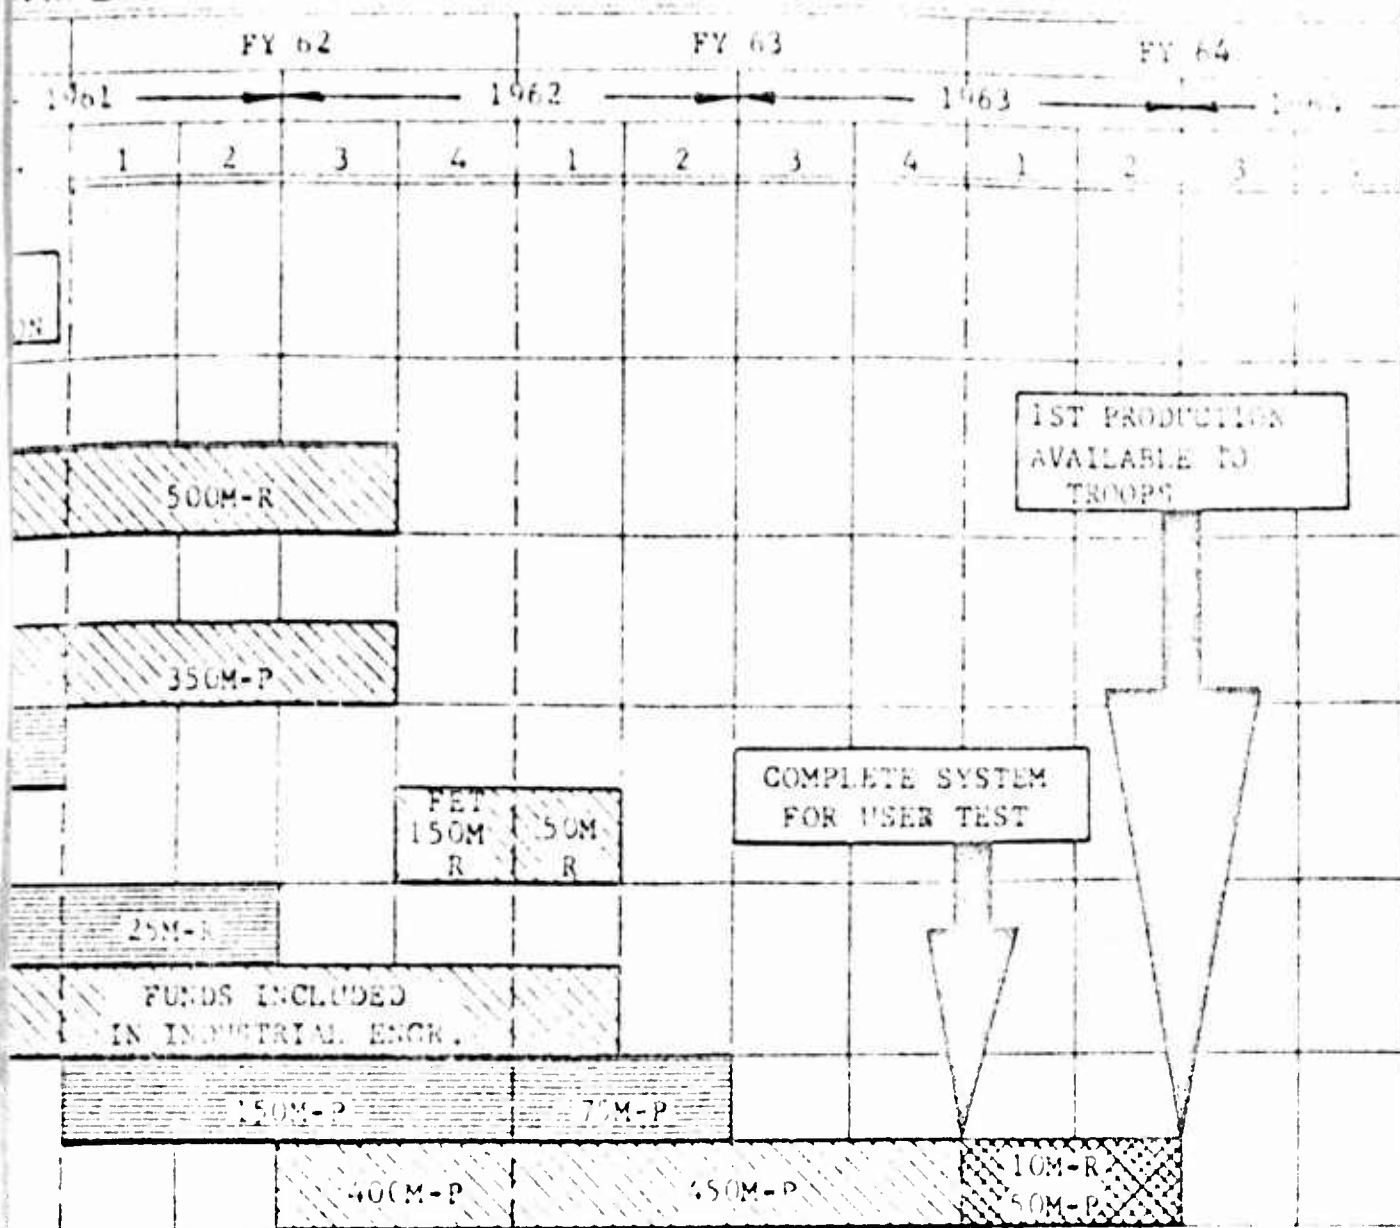 FY 62 FY 63 FY 64
1961 1962 1963
1 2 3 4 1 2 3 4 1 2 3
ON
1ST PRODUCTION
AVAILABLE TO
TROOPS
500M-R
350M-P
COMPLETE SYSTEM
FOR USER TEST
FET
150M
R
50M
R
25M-R
FUNDS INCLUDED
IN INDUSTRIAL ENGR.
150M-P 75M-P
10M-R
400M-P 450M-P
50M-P